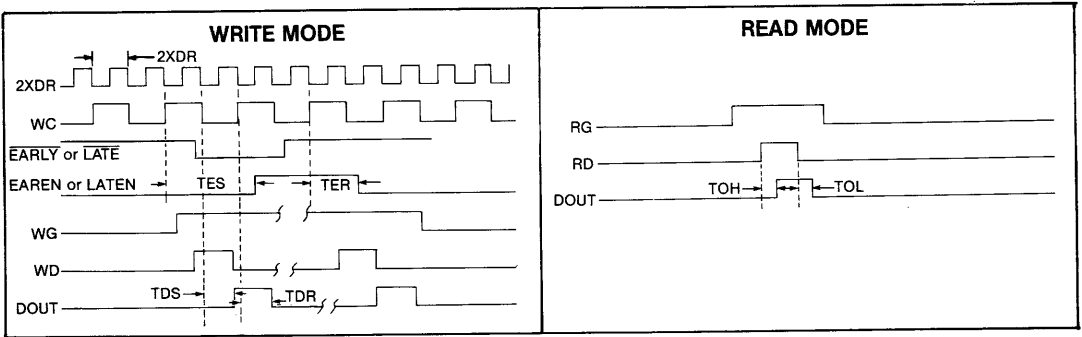 WRITE MODE
2XDR
2XDR
WC
EARLY or LATE
EAREN or LATEN
TES
TER
WG
WD
TDS
TDR
DOUT
READ MODE
RG
RD
TOH
TOL
DOUT